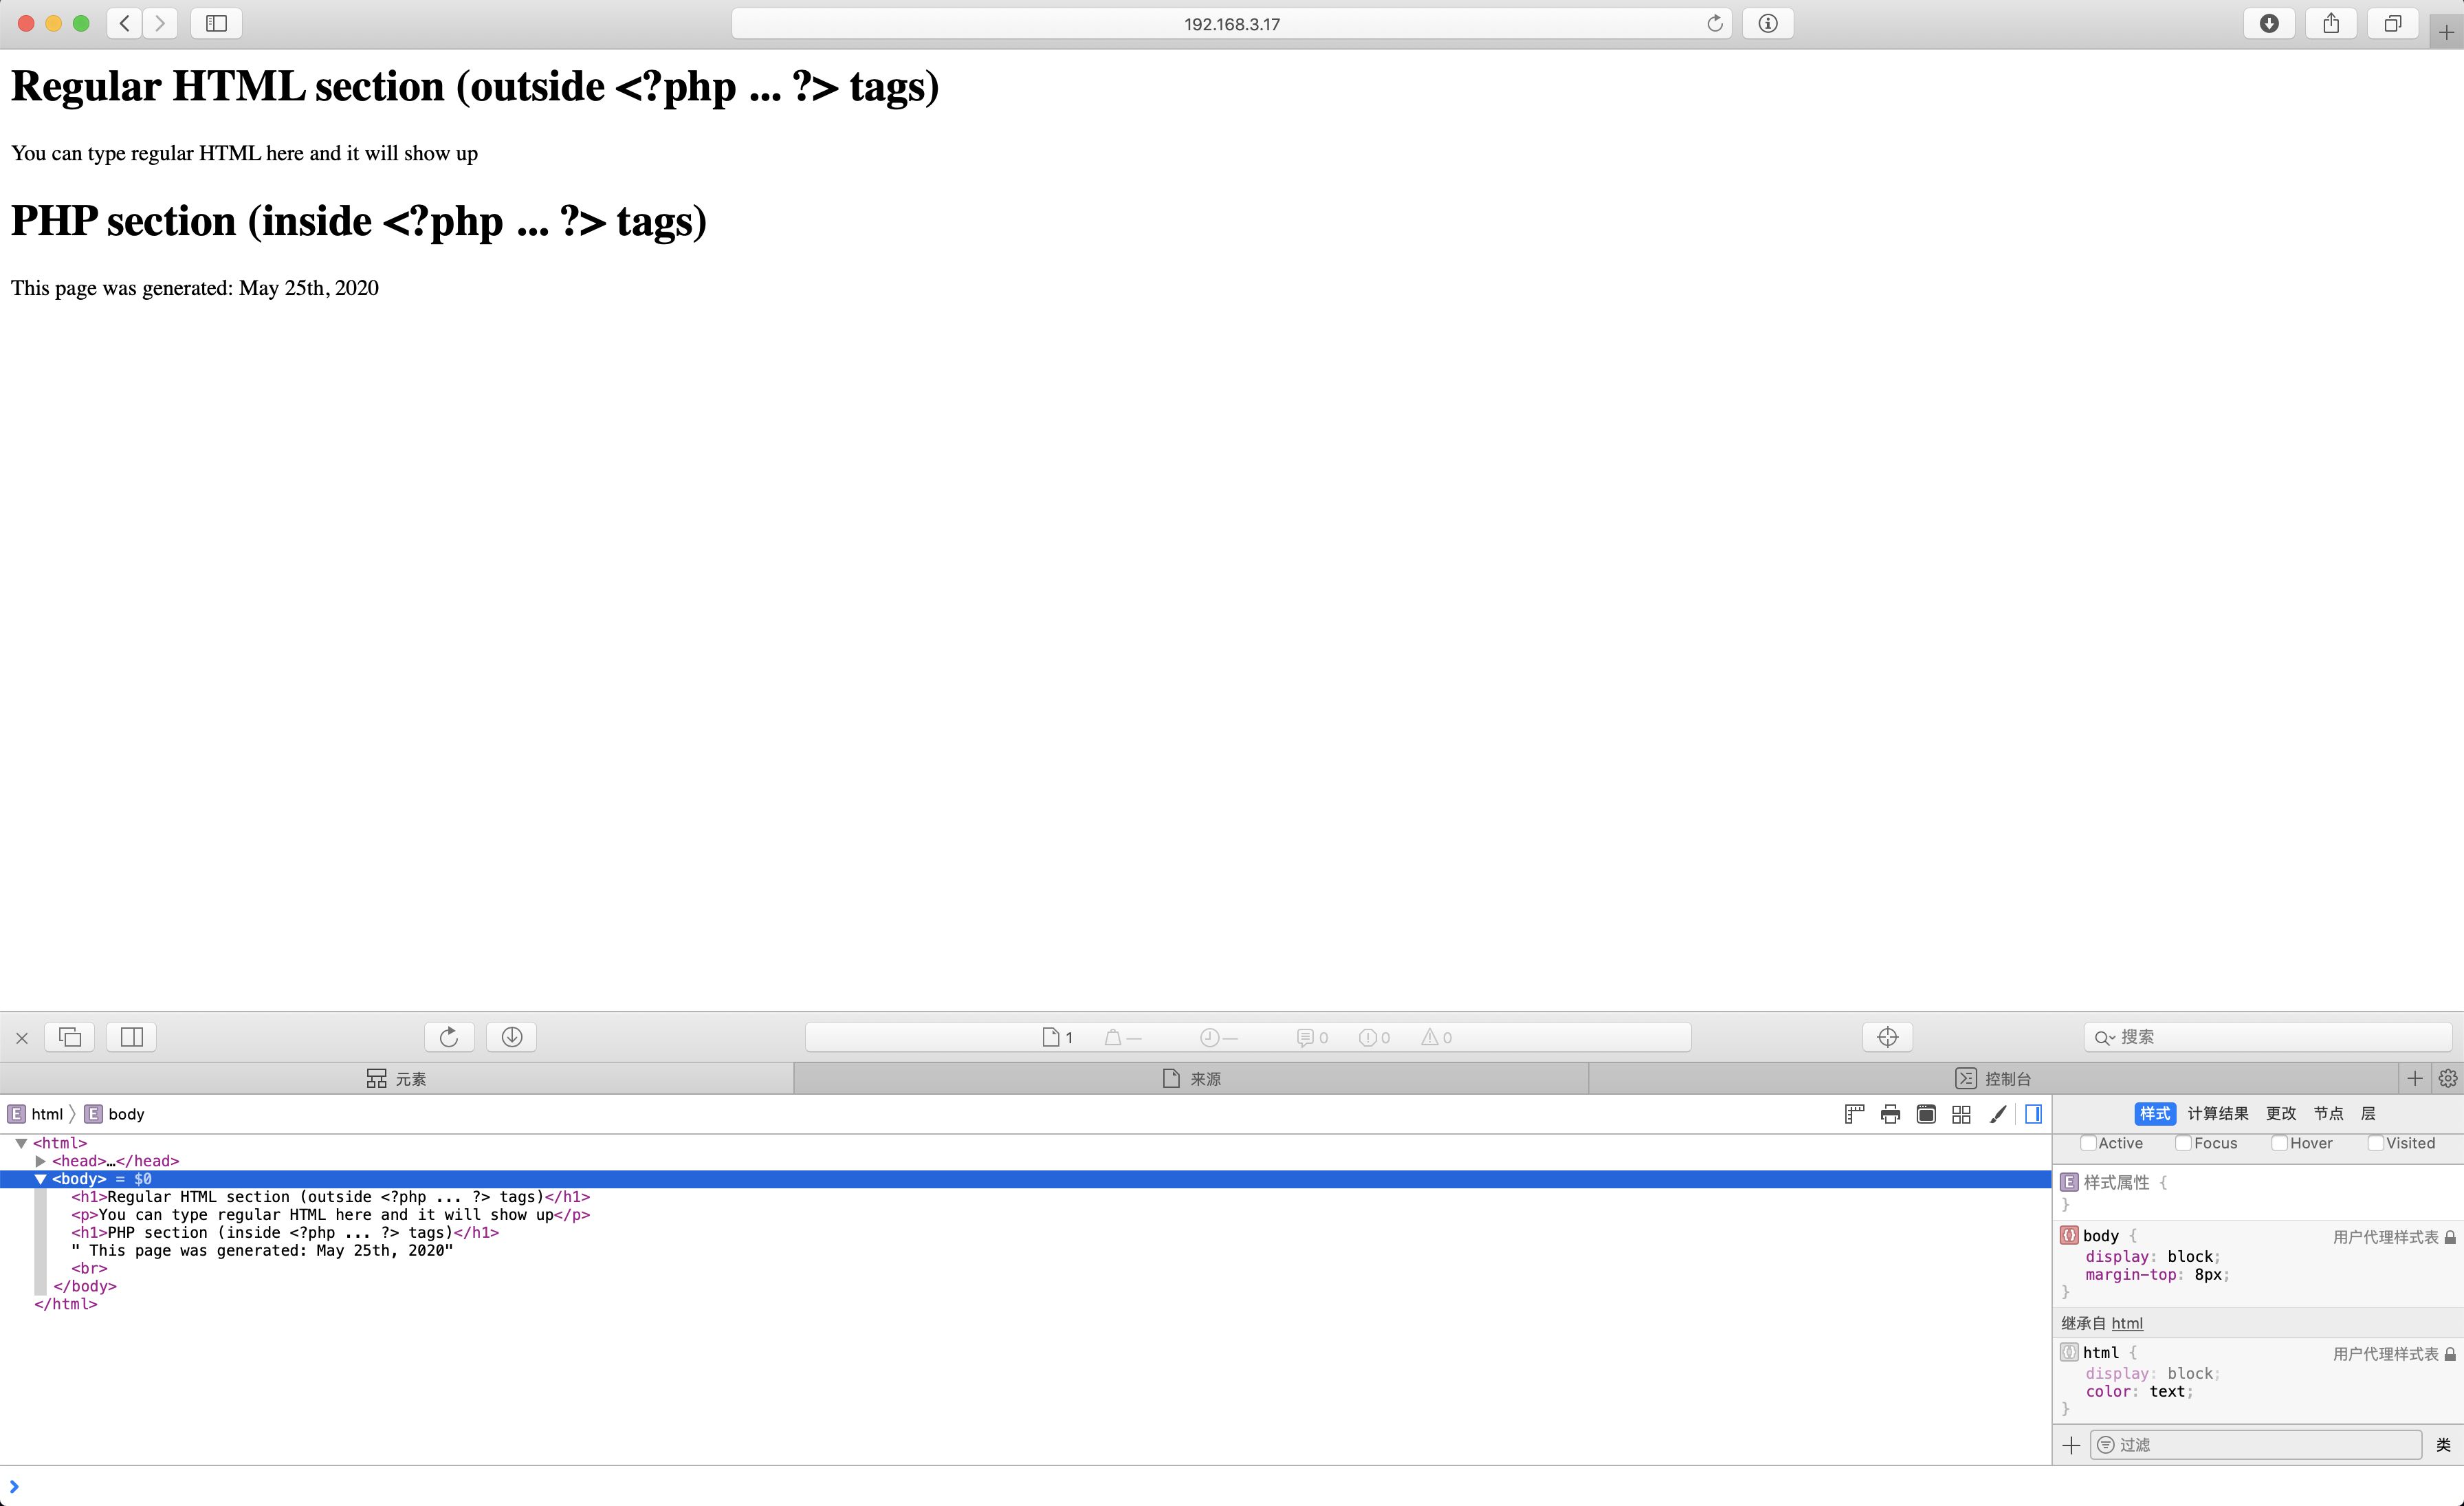 192.168.3.17
Regular HTML section (outside <?php ... ?> tags)
You can type regular HTML here and it will show up
PHP section (inside <?php ... ?> tags)
This page was generated: May 25th, 2020
1 — — 0 0 0
搜索
元素
来源
控制台
E html 〉 E body
样式 计算结果 更改 节点 层
<html>
<head>…</head>
<body> = $0
<h1>Regular HTML section (outside <?php ... ?> tags)</h1>
<p>You can type regular HTML here and it will show up</p>
<h1>PHP section (inside <?php ... ?> tags)</h1>
" This page was generated: May 25th, 2020"
<br>
</body>
</html>
Active Focus Hover Visited
E 样式属性 {
}
body { 用户代理样式表
display: block;
margin-top: 8px;
}
继承自 html
html { 用户代理样式表
display: block;
color: text;
}
过滤
类